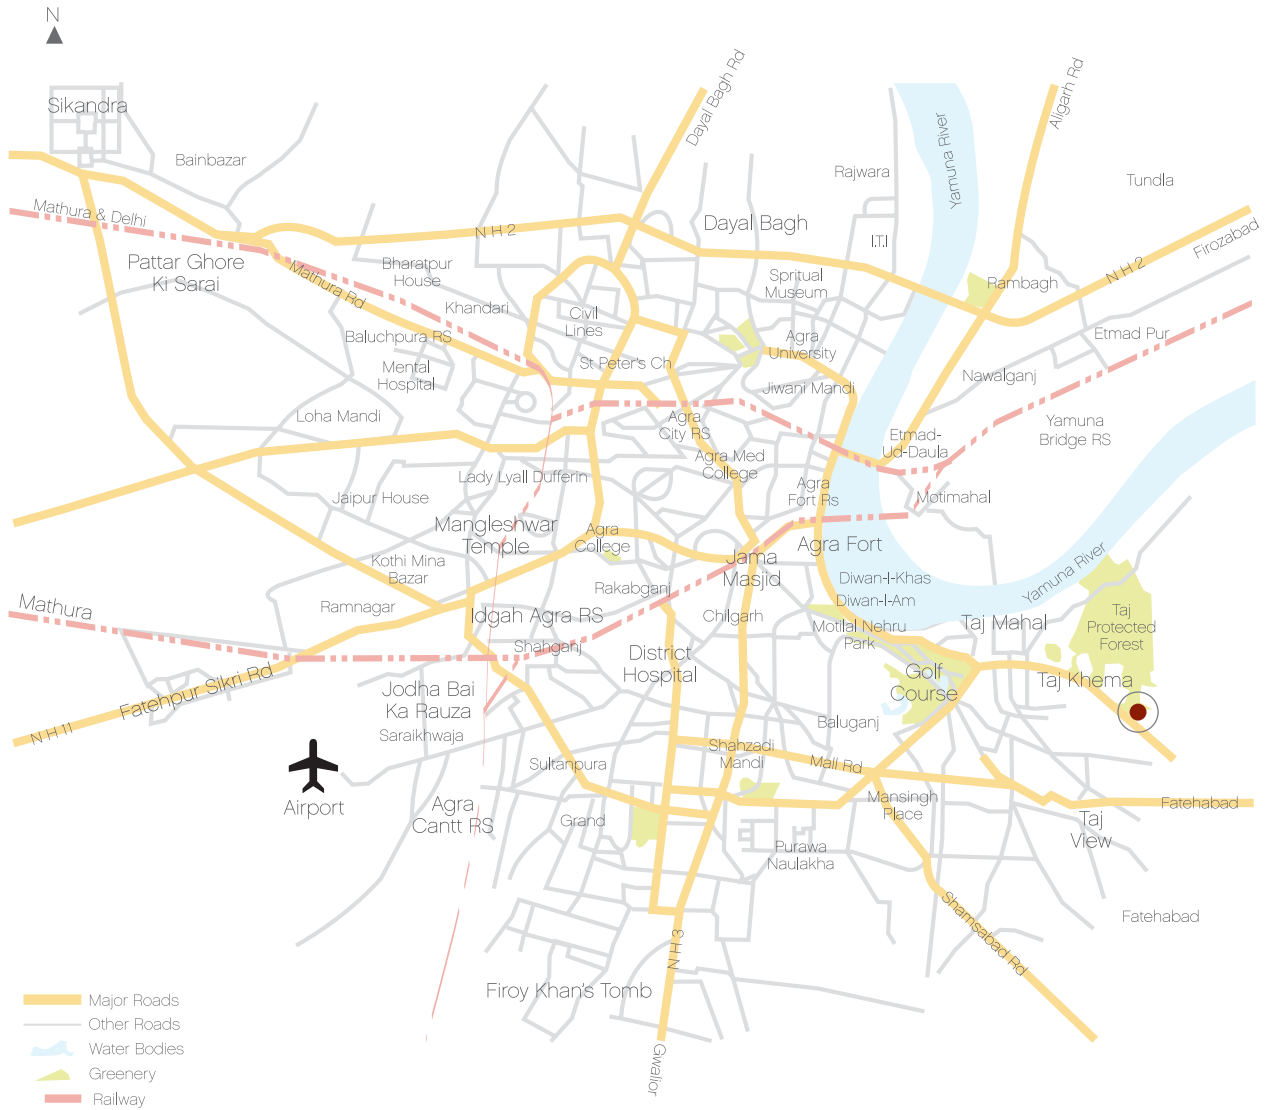 N
Sikandra
Dayal Bagh Rd
Aligarh Rd
Bainbazar
Yamuna River
Rajwara
Tundla
Mathura & Delhi
N H 2
Dayal Bagh
I.T.I
Firozabad
Pattar Ghore
Ki Sarai
Bharatpur
House
Mathura Rd
Spritual
Museum
Rambagh
N H 2
Khandari
Civil
Lines
Baluchpura RS
Agra
University
Etmad Pur
Mental
Hospital
St Peter's Ch
Jiwani Mandi
Nawalganj
Loha Mandi
Agra
City RS
Etmad-
Ud-Daula
Yamuna
Bridge RS
Lady Lyall Dufferin
Agra Med
College
Jaipur House
Agra
Fort Rs
Motimahal
Mangleshwar
Temple
Agra
College
Agra Fort
Jama
Masjid
Kothi Mina
Bazar
Rakabganj
Diwan-I-Khas
Diwan-I-Am
Yamuna River
Mathura
Ramnagar
Idgah Agra RS
Chilgarh
Motilal Nehru
Park
Taj Mahal
Taj
Protected
Forest
Shahganj
District
Hospital
Golf
Course
Taj Khema
Fatehpur Sikri Rd
Jodha Bai
Ka Rauza
Saraikhwaja
N H 11
Baluganj
Sultanpura
Shahzadi
Mandi
Mall Rd
Airport
Agra
Cantt RS
Grand
Mansingh
Place
Fatehabad
Taj
View
Purawa
Naulakha
Shamsabad Rd
Fatehabad
N H 3
Firoy Khan's Tomb
Gwalior
Major Roads
Other Roads
Water Bodies
Greenery
Railway